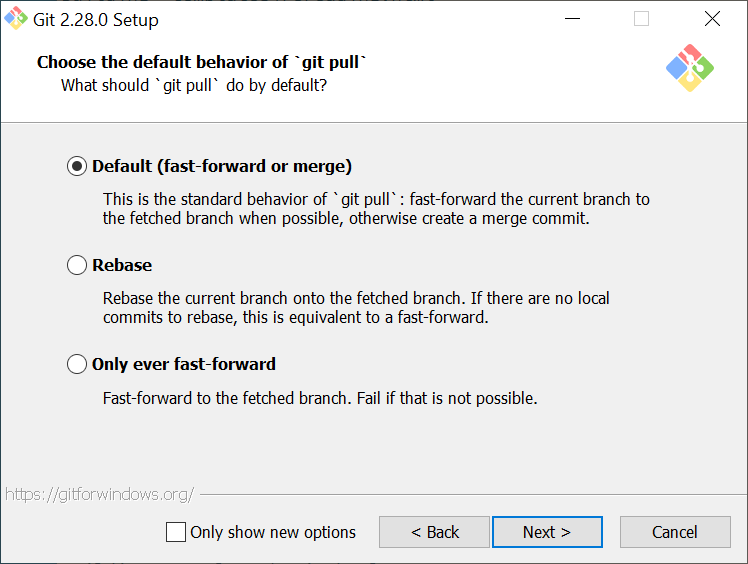 Git 2.28.0 Setup
Choose the default behavior of `git pull`
What should `git pull` do by default?
Default (fast-forward or merge)
This is the standard behavior of `git pull`: fast-forward the current branch to
the fetched branch when possible, otherwise create a merge commit.
Rebase
Rebase the current branch onto the fetched branch. If there are no local
commits to rebase, this is equivalent to a fast-forward.
Only ever fast-forward
Fast-forward to the fetched branch. Fail if that is not possible.
https://gitforwindows.org/
Only show new options
< Back
Next >
Cancel